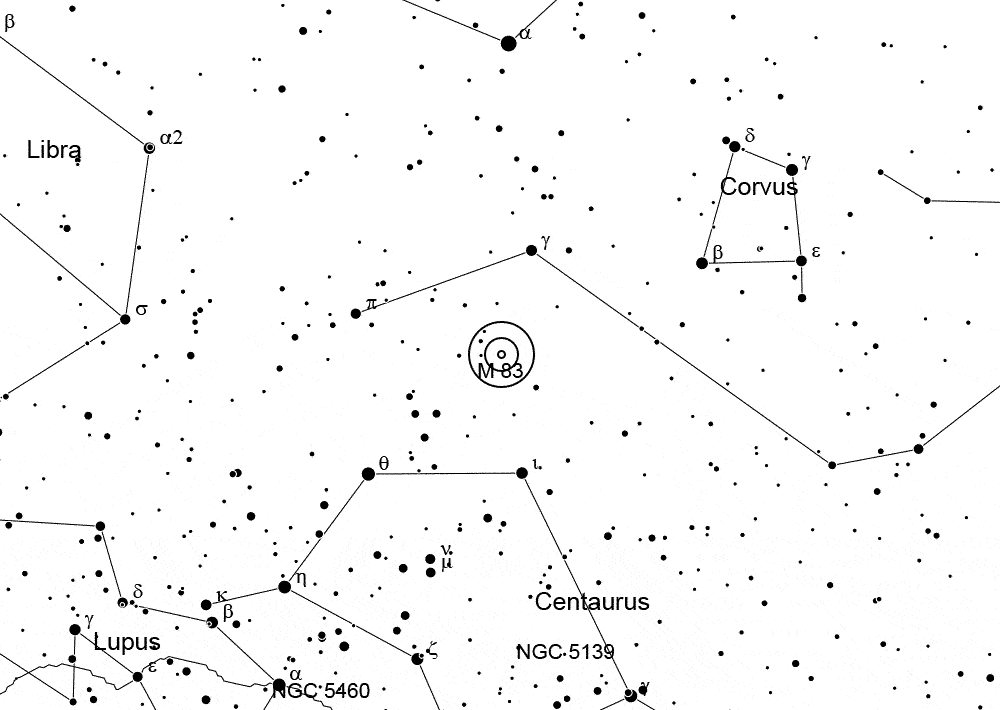 β
α
α2
δ
Libra
γ
Corvus
γ
β
ε
π
σ
M 83
θ
ι
ν
μ
η
δ
κ
Centaurus
β
γ
Lupus
ζ
NGC 5139
ε
α
NGC 5460
γ